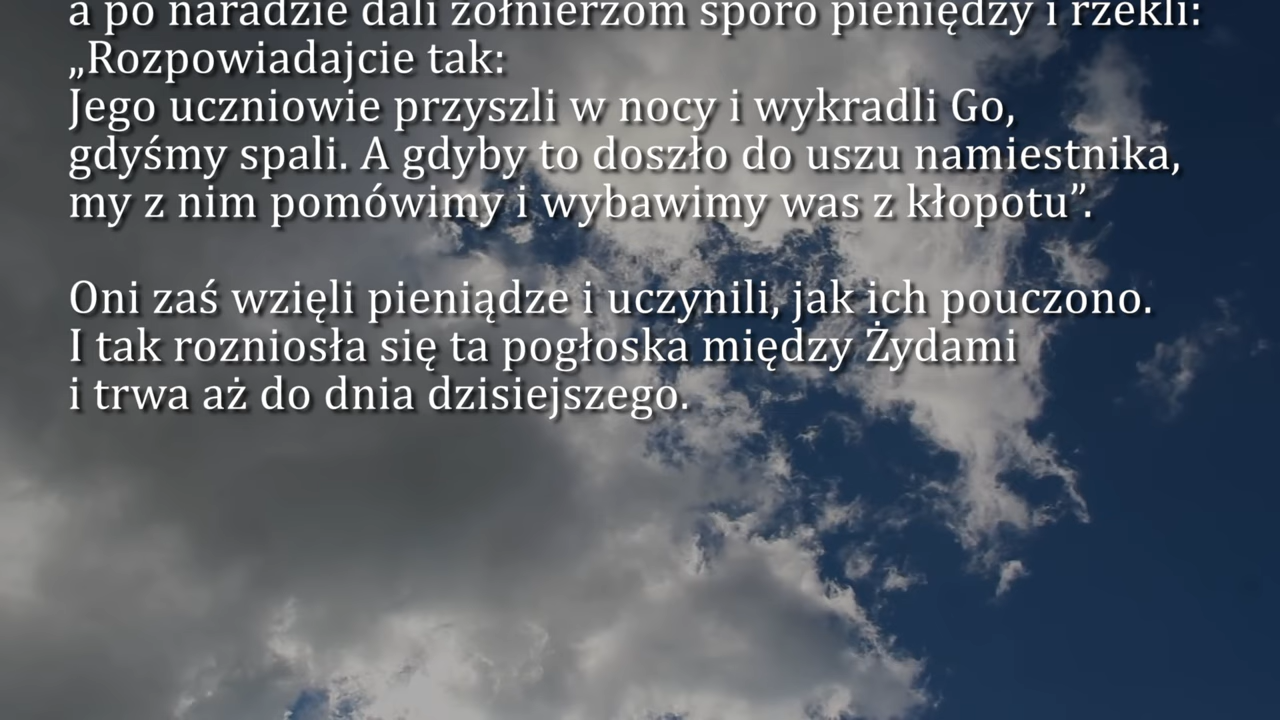 a po naradzie dali żołnierzom sporo pieniędzy i rzekli:
„Rozpowiadajcie tak:
Jego uczniowie przyszli w nocy i wykradli Go,
gdyśmy spali. A gdyby to doszło do uszu namiestnika,
my z nim pomówimy i wybawimy was z kłopotu”.
Oni zaś wzięli pieniądze i uczynili, jak ich pouczono.
I tak rozniosła się ta pogłoska między Żydami
i trwa aż do dnia dzisiejszego.